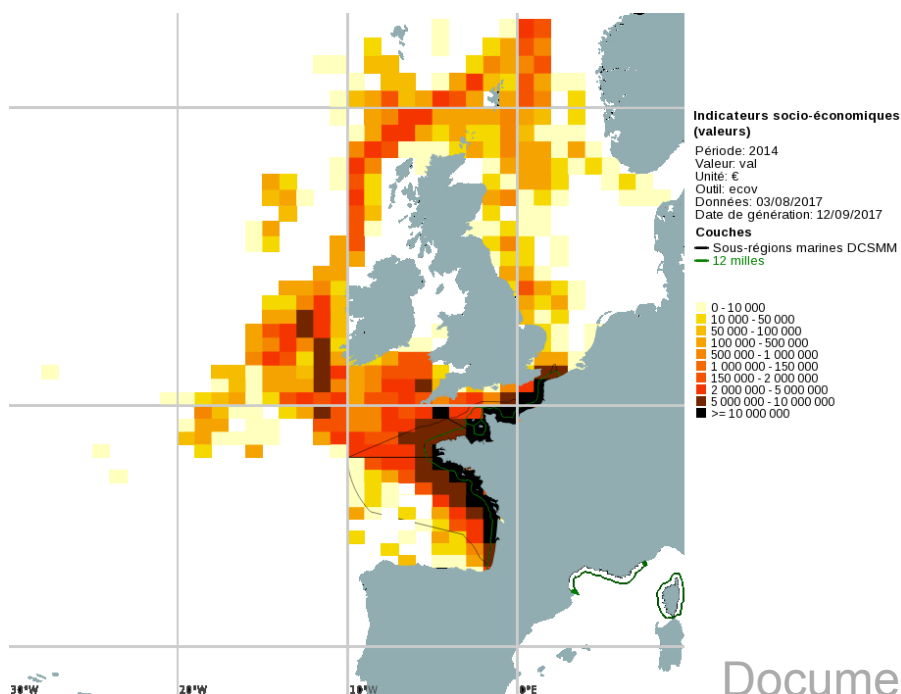 Indicateurs socio-économiques
(valeurs)
Période: 2014
Valeur: val
Unité: €
Outil: ecov
Données: 03/08/2017
Date de génération: 12/09/2017
Couches
Sous-régions marines DCSMM
12 milles
0 - 10 000
10 000 - 50 000
50 000 - 100 000
100 000 - 500 000
500 000 - 1 000 000
1 000 000 - 150 000
150 000 - 2 000 000
2 000 000 - 5 000 000
5 000 000 - 10 000 000
>= 10 000 000
30°W 20°W 10°W 0°E
Docume